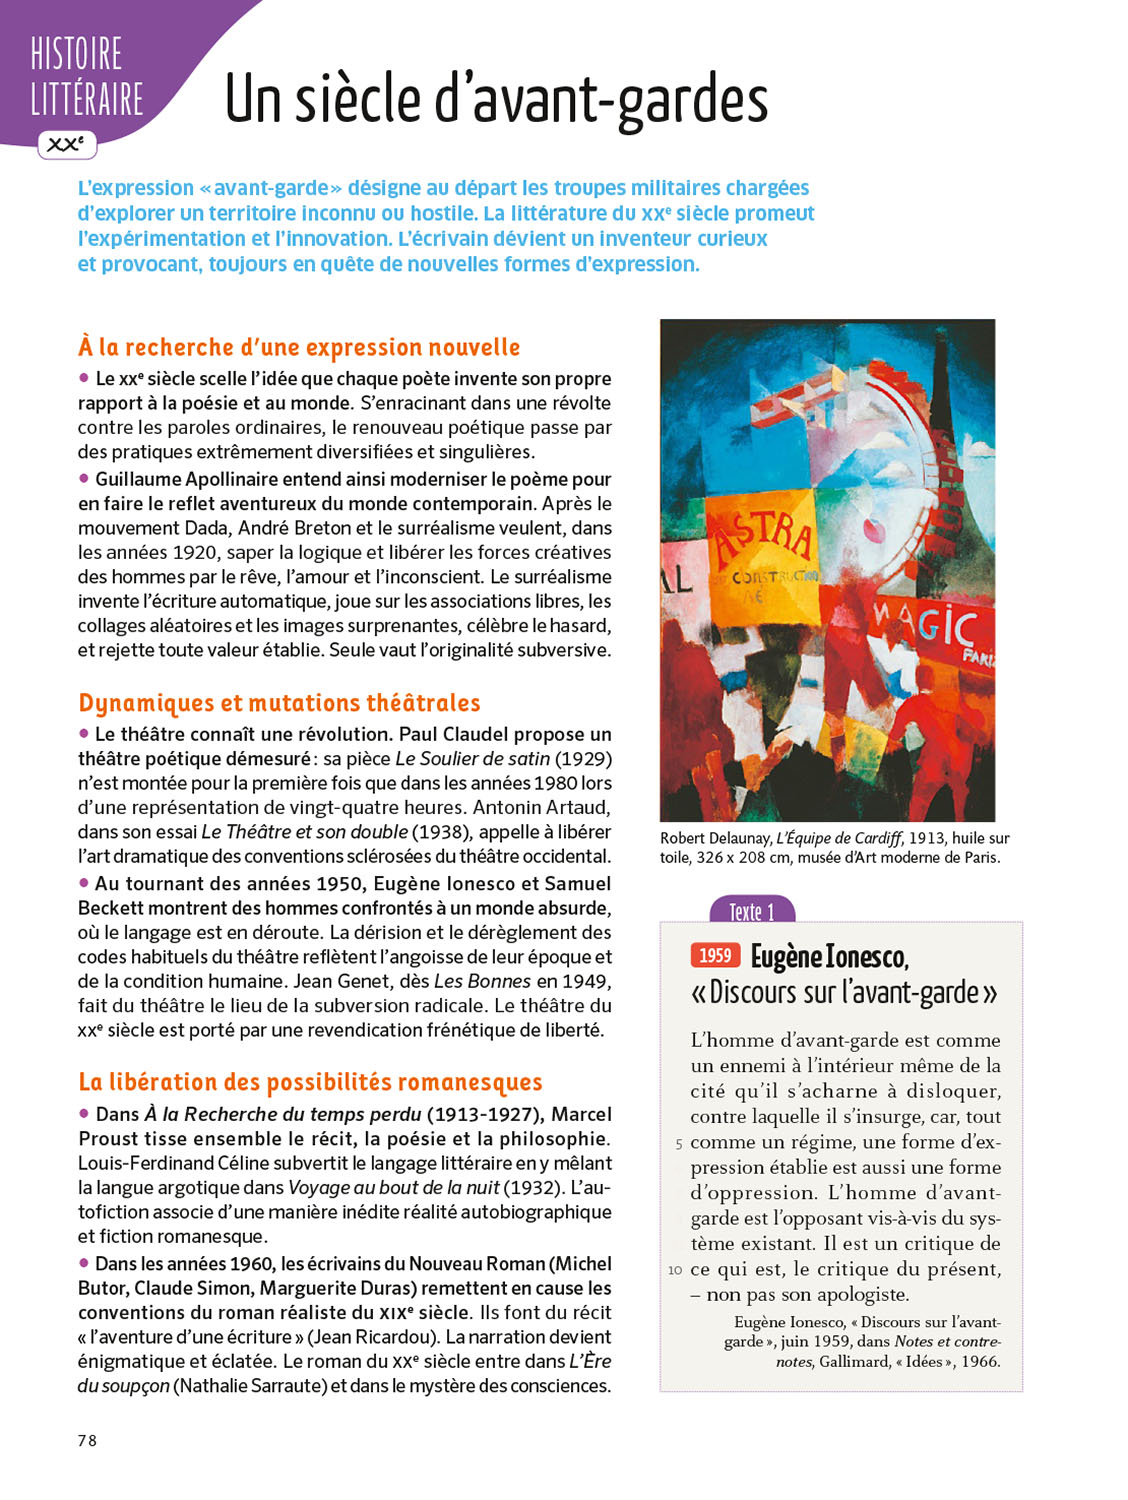 HISTOIRE
LITTÉRAIRE
XXe
Un siècle d’avant-gardes
L’expression « avant-garde » désigne au départ les troupes militaires chargées
d’explorer un territoire inconnu ou hostile. La littérature du XXe siècle promeut
l’expérimentation et l’innovation. L’écrivain dévient un inventeur curieux
et provocant, toujours en quête de nouvelles formes d’expression.
À la recherche d’une expression nouvelle
• Le XXe siècle scelle l’idée que chaque poète invente son propre
rapport à la poésie et au monde. S’enracinant dans une révolte
contre les paroles ordinaires, le renouveau poétique passe par
des pratiques extrêmement diversifiées et singulières.
• Guillaume Apollinaire entend ainsi moderniser le poème pour
en faire le reflet aventureux du monde contemporain. Après le
mouvement Dada, André Breton et le surréalisme veulent, dans
les années 1920, saper la logique et libérer les forces créatives
des hommes par le rêve, l’amour et l’inconscient. Le surréalisme
invente l’écriture automatique, joue sur les associations libres, les
collages aléatoires et les images surprenantes, célèbre le hasard,
et rejette toute valeur établie. Seule vaut l’originalité subversive.
Dynamiques et mutations théâtrales
• Le théâtre connaît une révolution. Paul Claudel propose un
théâtre poétique démesuré : sa pièce Le Soulier de satin (1929)
n’est montée pour la première fois que dans les années 1980 lors
d’une représentation de vingt-quatre heures. Antonin Artaud,
dans son essai Le Théâtre et son double (1938), appelle à libérer
l’art dramatique des conventions sclérosées du théâtre occidental.
• Au tournant des années 1950, Eugène Ionesco et Samuel
Beckett montrent des hommes confrontés à un monde absurde,
où le langage est en déroute. La dérision et le dérèglement des
codes habituels du théâtre reflètent l’angoisse de leur époque et
de la condition humaine. Jean Genet, dès Les Bonnes en 1949,
fait du théâtre le lieu de la subversion radicale. Le théâtre du
XXe siècle est porté par une revendication frénétique de liberté.
La libération des possibilités romanesques
• Dans À la Recherche du temps perdu (1913-1927), Marcel
Proust tisse ensemble le récit, la poésie et la philosophie.
Louis-Ferdinand Céline subvertit le langage littéraire en y mêlant
la langue argotique dans Voyage au bout de la nuit (1932). L’au-
tofiction associe d’une manière inédite réalité autobiographique
et fiction romanesque.
• Dans les années 1960, les écrivains du Nouveau Roman (Michel
Butor, Claude Simon, Marguerite Duras) remettent en cause les
conventions du roman réaliste du XIXe siècle. Ils font du récit
« l’aventure d’une écriture » (Jean Ricardou). La narration devient
énigmatique et éclatée. Le roman du XXe siècle entre dans L’Ère
du soupçon (Nathalie Sarraute) et dans le mystère des consciences.
ASTRA
CONSTRUCTION
AÉ
AL
MAGIC
PARIS
Robert Delaunay, L’Équipe de Cardiff, 1913, huile sur
toile, 326 x 208 cm, musée d’Art moderne de Paris.
Texte 1
1959 Eugène Ionesco,
« Discours sur l’avant-garde »
L’homme d’avant-garde est comme
un ennemi à l’intérieur même de la
cité qu’il s’acharne à disloquer,
contre laquelle il s’insurge, car, tout
5 comme un régime, une forme d’ex-
pression établie est aussi une forme
d’oppression. L’homme d’avant-
garde est l’opposant vis-à-vis du sys-
tème existant. Il est un critique de
10 ce qui est, le critique du présent,
– non pas son apologiste.
Eugène Ionesco, « Discours sur l’avant-
garde », juin 1959, dans Notes et contre-
notes, Gallimard, « Idées », 1966.
78